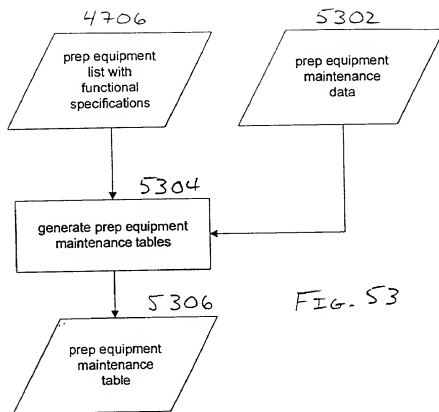 4706
5302
prep equipment
list with
functional
specifications
prep equipment
maintenance
data
5304
generate prep equipment
maintenance tables
5306
FIG. 53
prep equipment
maintenance
table